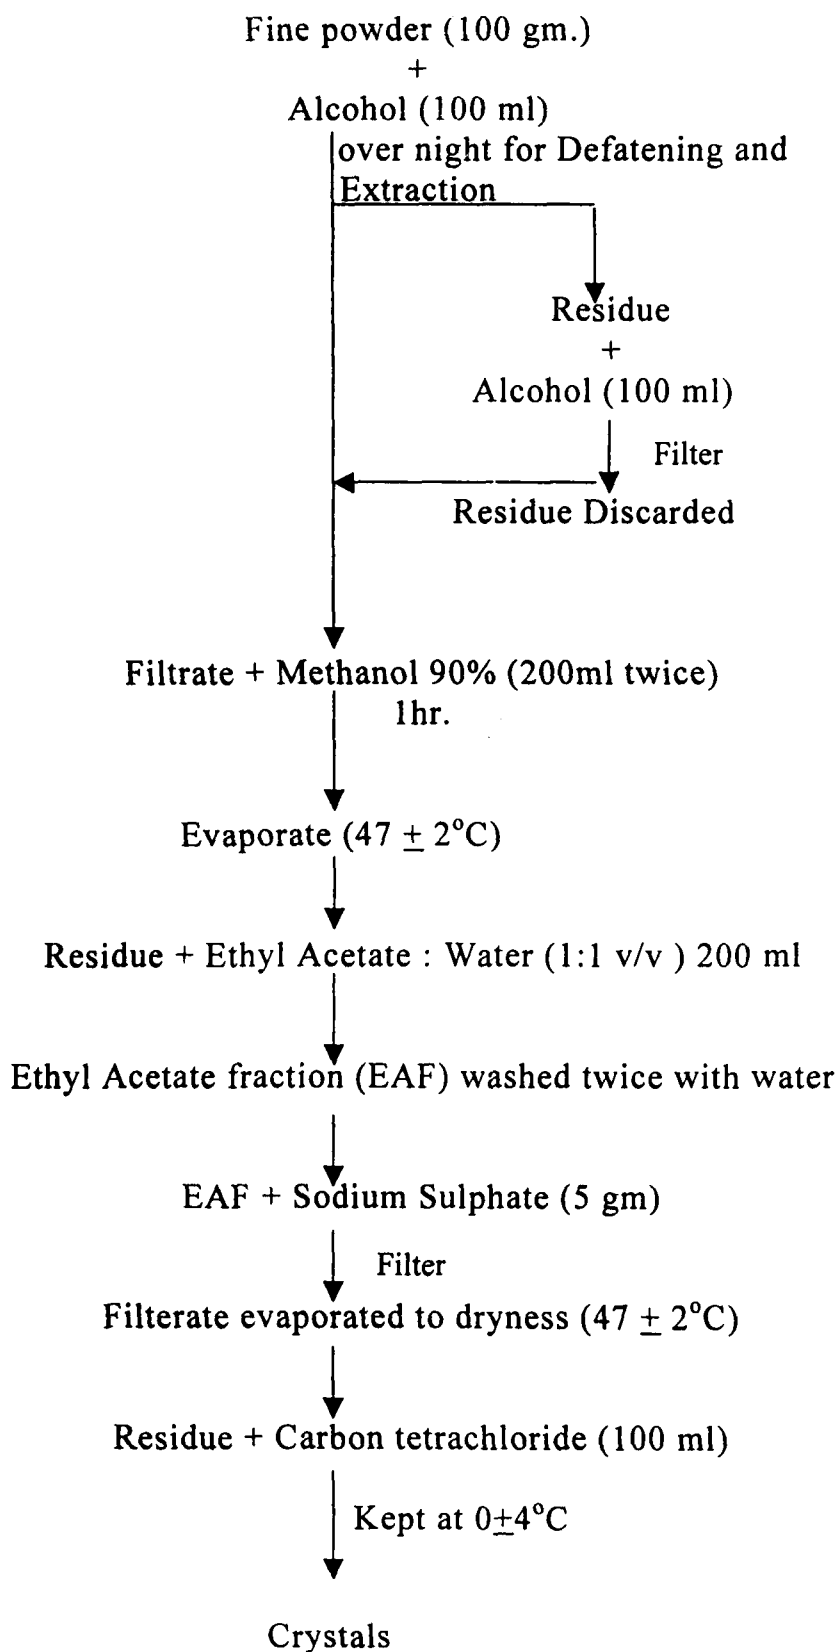 Fine powder (100 gm.)
+
Alcohol (100 ml)
over night for Defatening and
Extraction
Residue
+
Alcohol (100 ml)
Filter
Residue Discarded
Filtrate + Methanol 90% (200ml twice)
1hr.
Evaporate (47 ± 2°C)
Residue + Ethyl Acetate : Water (1:1 v/v ) 200 ml
Ethyl Acetate fraction (EAF) washed twice with water
EAF + Sodium Sulphate (5 gm)
Filter
Filterate evaporated to dryness (47 ± 2°C)
Residue + Carbon tetrachloride (100 ml)
Kept at 0±4°C
Crystals